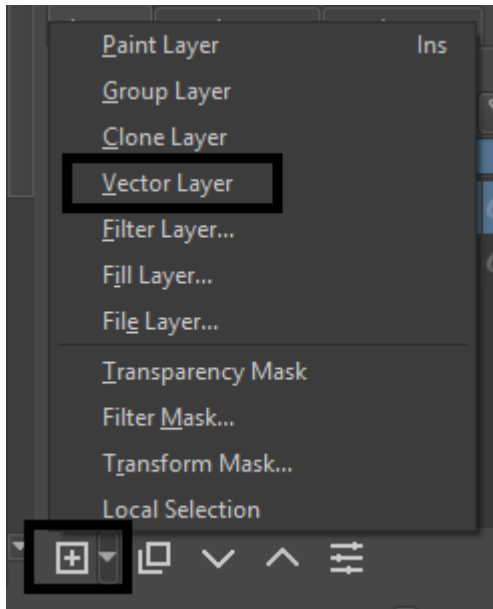 Paint Layer Ins
Group Layer
Clone Layer
Vector Layer
Filter Layer...
Fill Layer...
File Layer...
Transparency Mask
Filter Mask...
Transform Mask...
Local Selection